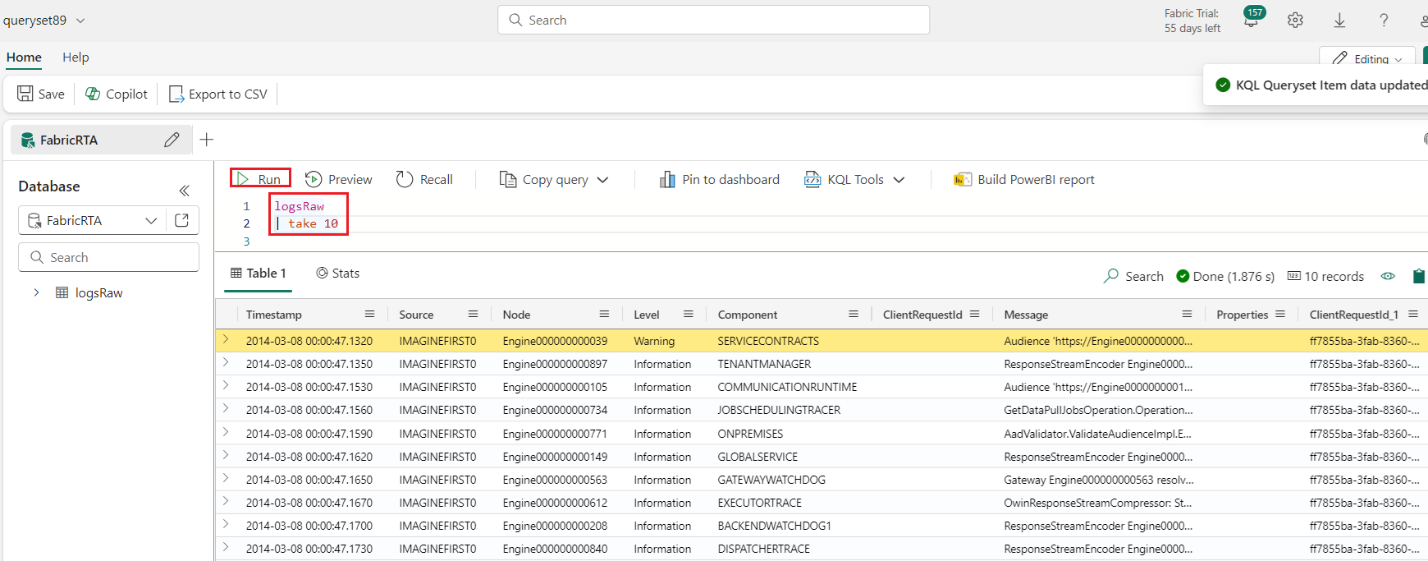 queryset89
Search
Fabric Trial:
55 days left
157
?
Home Help
Editing
KQL Queryset Item data updated
Save Copilot Export to CSV
FabricRTA
Database
Run Preview Recall Copy query Pin to dashboard KQL Tools Build PowerBI report
FabricRTA
Search
logsRaw
1 logsRaw
2 | take 10
3
Table 1 Stats
Search Done (1.876 s) 10 records
Timestamp Source Node Level Component ClientRequestId Message Properties ClientRequestId_1
2014-03-08 00:00:47.1320 IMAGINEFIRST0 Engine000000000039 Warning SERVICECONTRACTS Audience 'https://Engine0000000000... ff7855ba-3fab-8360-...
2014-03-08 00:00:47.1350 IMAGINEFIRST0 Engine000000000897 Information TENANTMANAGER ResponseStreamEncoder Engine0000... ff7855ba-3fab-8360-...
2014-03-08 00:00:47.1530 IMAGINEFIRST0 Engine000000000105 Information COMMUNICATIONRUNTIME Audience 'https://Engine0000000001... ff7855ba-3fab-8360-...
2014-03-08 00:00:47.1560 IMAGINEFIRST0 Engine000000000734 Information JOBSCHEDULINGTRACER GetDataPullJobsOperation.Operation... ff7855ba-3fab-8360-...
2014-03-08 00:00:47.1590 IMAGINEFIRST0 Engine000000000771 Information ONPREMISES AadValidator.ValidateAudienceImpl.E... ff7855ba-3fab-8360-...
2014-03-08 00:00:47.1620 IMAGINEFIRST0 Engine000000000149 Information GLOBALSERVICE ResponseStreamEncoder Engine0000... ff7855ba-3fab-8360-...
2014-03-08 00:00:47.1650 IMAGINEFIRST0 Engine000000000563 Information GATEWAYWATCHDOG Gateway Engine000000000563 resolv... ff7855ba-3fab-8360-...
2014-03-08 00:00:47.1670 IMAGINEFIRST0 Engine000000000612 Information EXECUTORTRACE OwinResponseStreamCompressor: St... ff7855ba-3fab-8360-...
2014-03-08 00:00:47.1700 IMAGINEFIRST0 Engine000000000208 Information BACKENDWATCHDOG1 ResponseStreamEncoder Engine0000... ff7855ba-3fab-8360-...
2014-03-08 00:00:47.1730 IMAGINEFIRST0 Engine000000000840 Information DISPATCHERTRACE ResponseStreamEncoder Engine0000... ff7855ba-3fab-8360-...